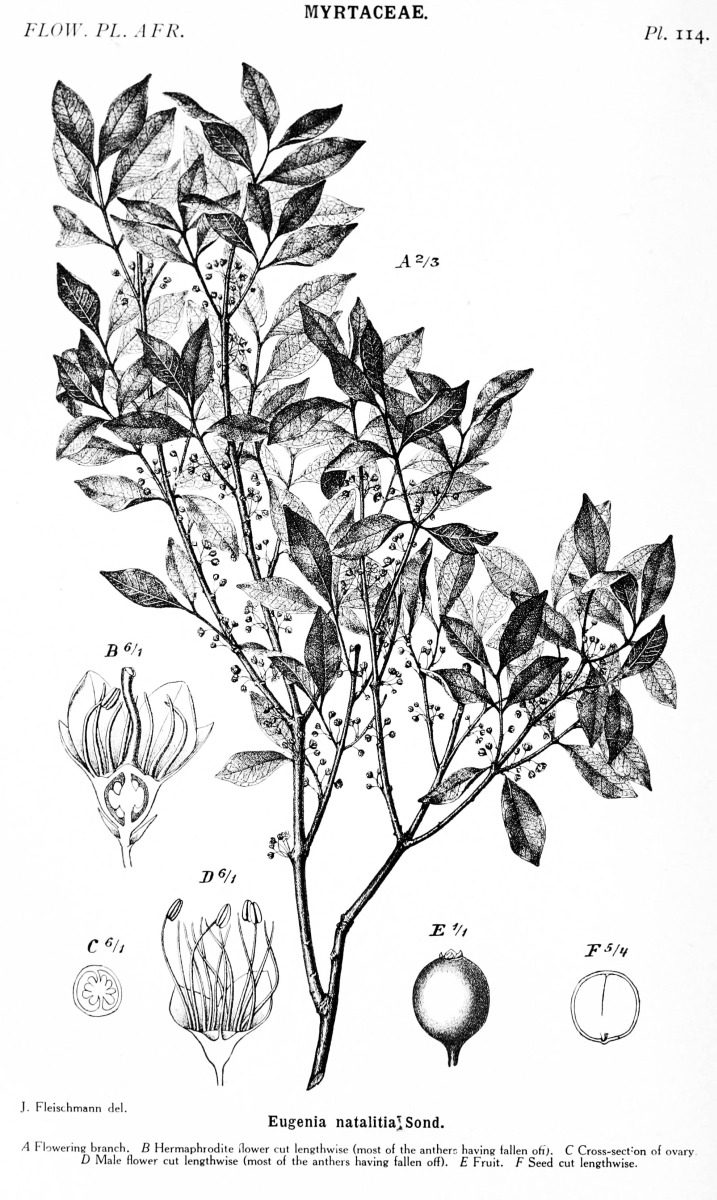 MYRTACEAE.
FLOW. PL. AFR.
Pl. 114.
A 2/3
B 6/1
D 6/1
C 6/1
E 1/1
F 5/4
J. Fleischmann del.
Eugenia natalitia, Sond.
A Flowering branch. B Hermaphrodite flower cut lengthwise (most of the anthers having fallen off). C Cross-section of ovary.
D Male flower cut lengthwise (most of the anthers having fallen off). E Fruit. F Seed cut lengthwise.